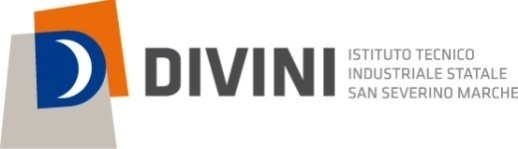 DIVINI
ISTITUTO TECNICO
INDUSTRIALE STATALE
SAN SEVERINO MARCHE